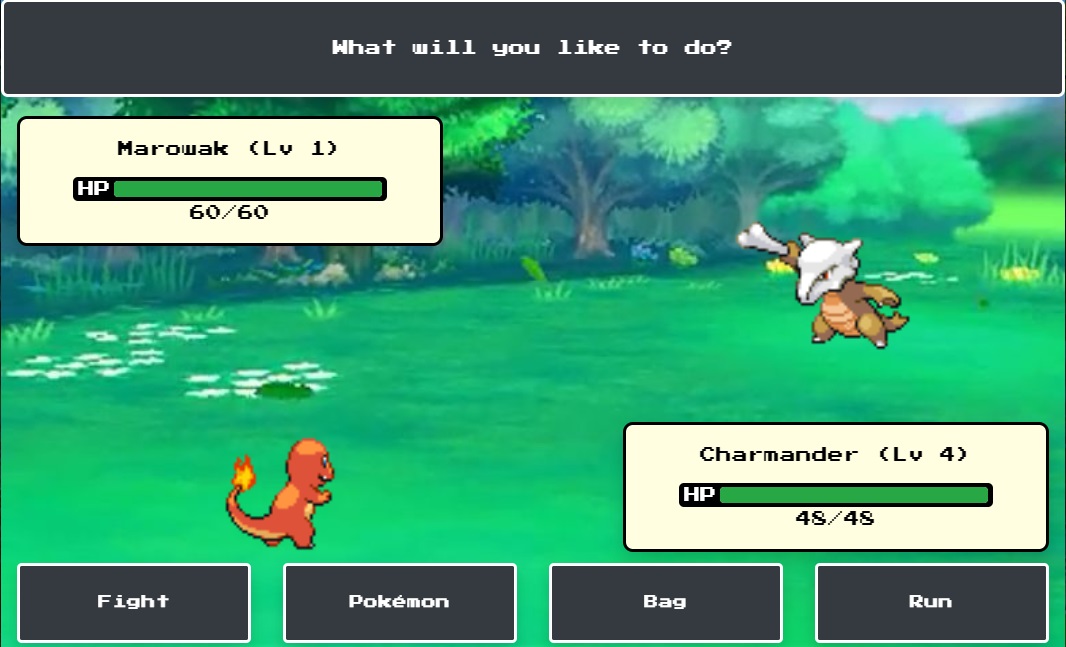 What will you like to do?
Marowak (Lv 1)
HP
60/60
Charmander (Lv 4)
HP
48/48
Fight
Pokémon
Bag
Run